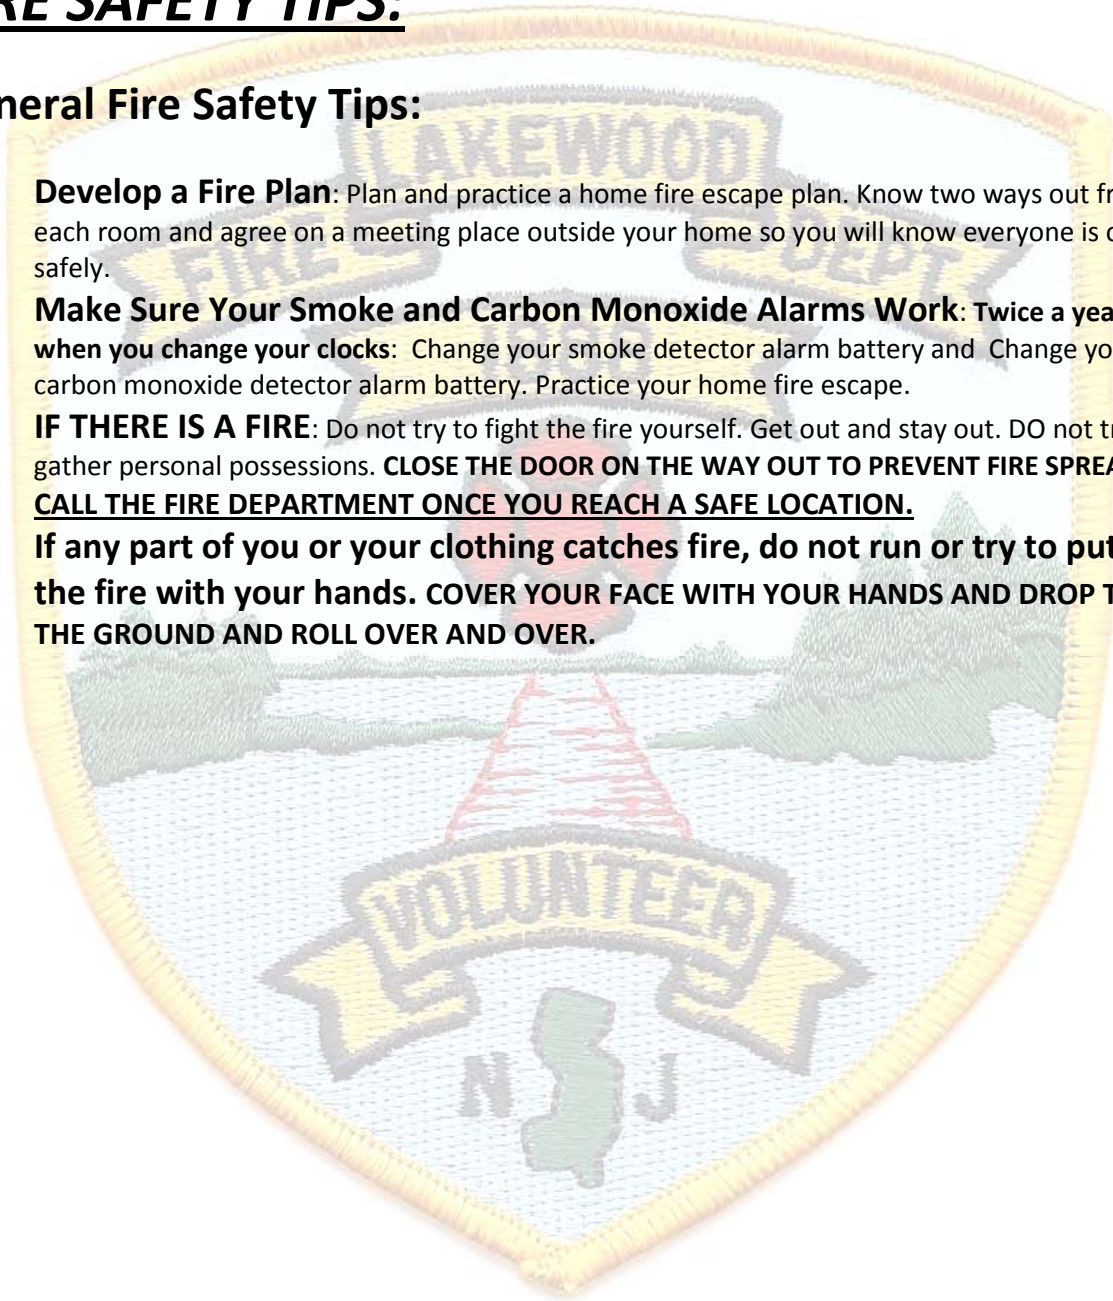 RE SAFETY TIPS:
neral Fire Safety Tips:
Develop a Fire Plan: Plan and practice a home fire escape plan. Know two ways out fr
each room and agree on a meeting place outside your home so you will know everyone is o
safely.
Make Sure Your Smoke and Carbon Monoxide Alarms Work: Twice a yea
when you change your clocks:  Change your smoke detector alarm battery and  Change yo
carbon monoxide detector alarm battery. Practice your home fire escape.
IF THERE IS A FIRE: Do not try to fight the fire yourself. Get out and stay out. DO not t
gather personal possessions. CLOSE THE DOOR ON THE WAY OUT TO PREVENT FIRE SPREA
CALL THE FIRE DEPARTMENT ONCE YOU REACH A SAFE LOCATION.
If any part of you or your clothing catches fire, do not run or try to put
the fire with your hands. COVER YOUR FACE WITH YOUR HANDS AND DROP T
THE GROUND AND ROLL OVER AND OVER.
LAKEWOOD
FIRE DEPT
1888
VOLUNTEER
N J